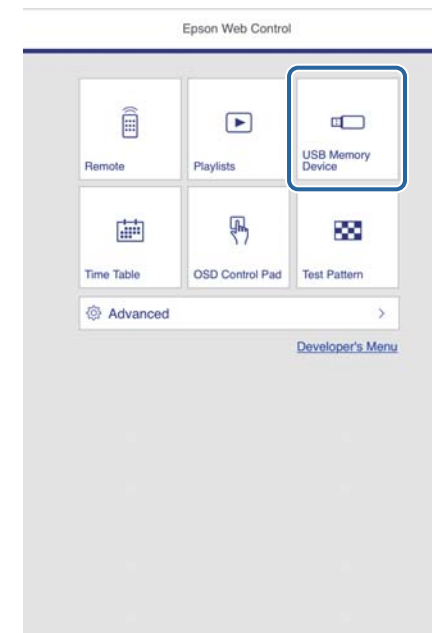 Epson Web Control
Remote
Playlists
USB Memory
Device
Time Table
OSD Control Pad
Test Pattern
Advanced
Developer's Menu